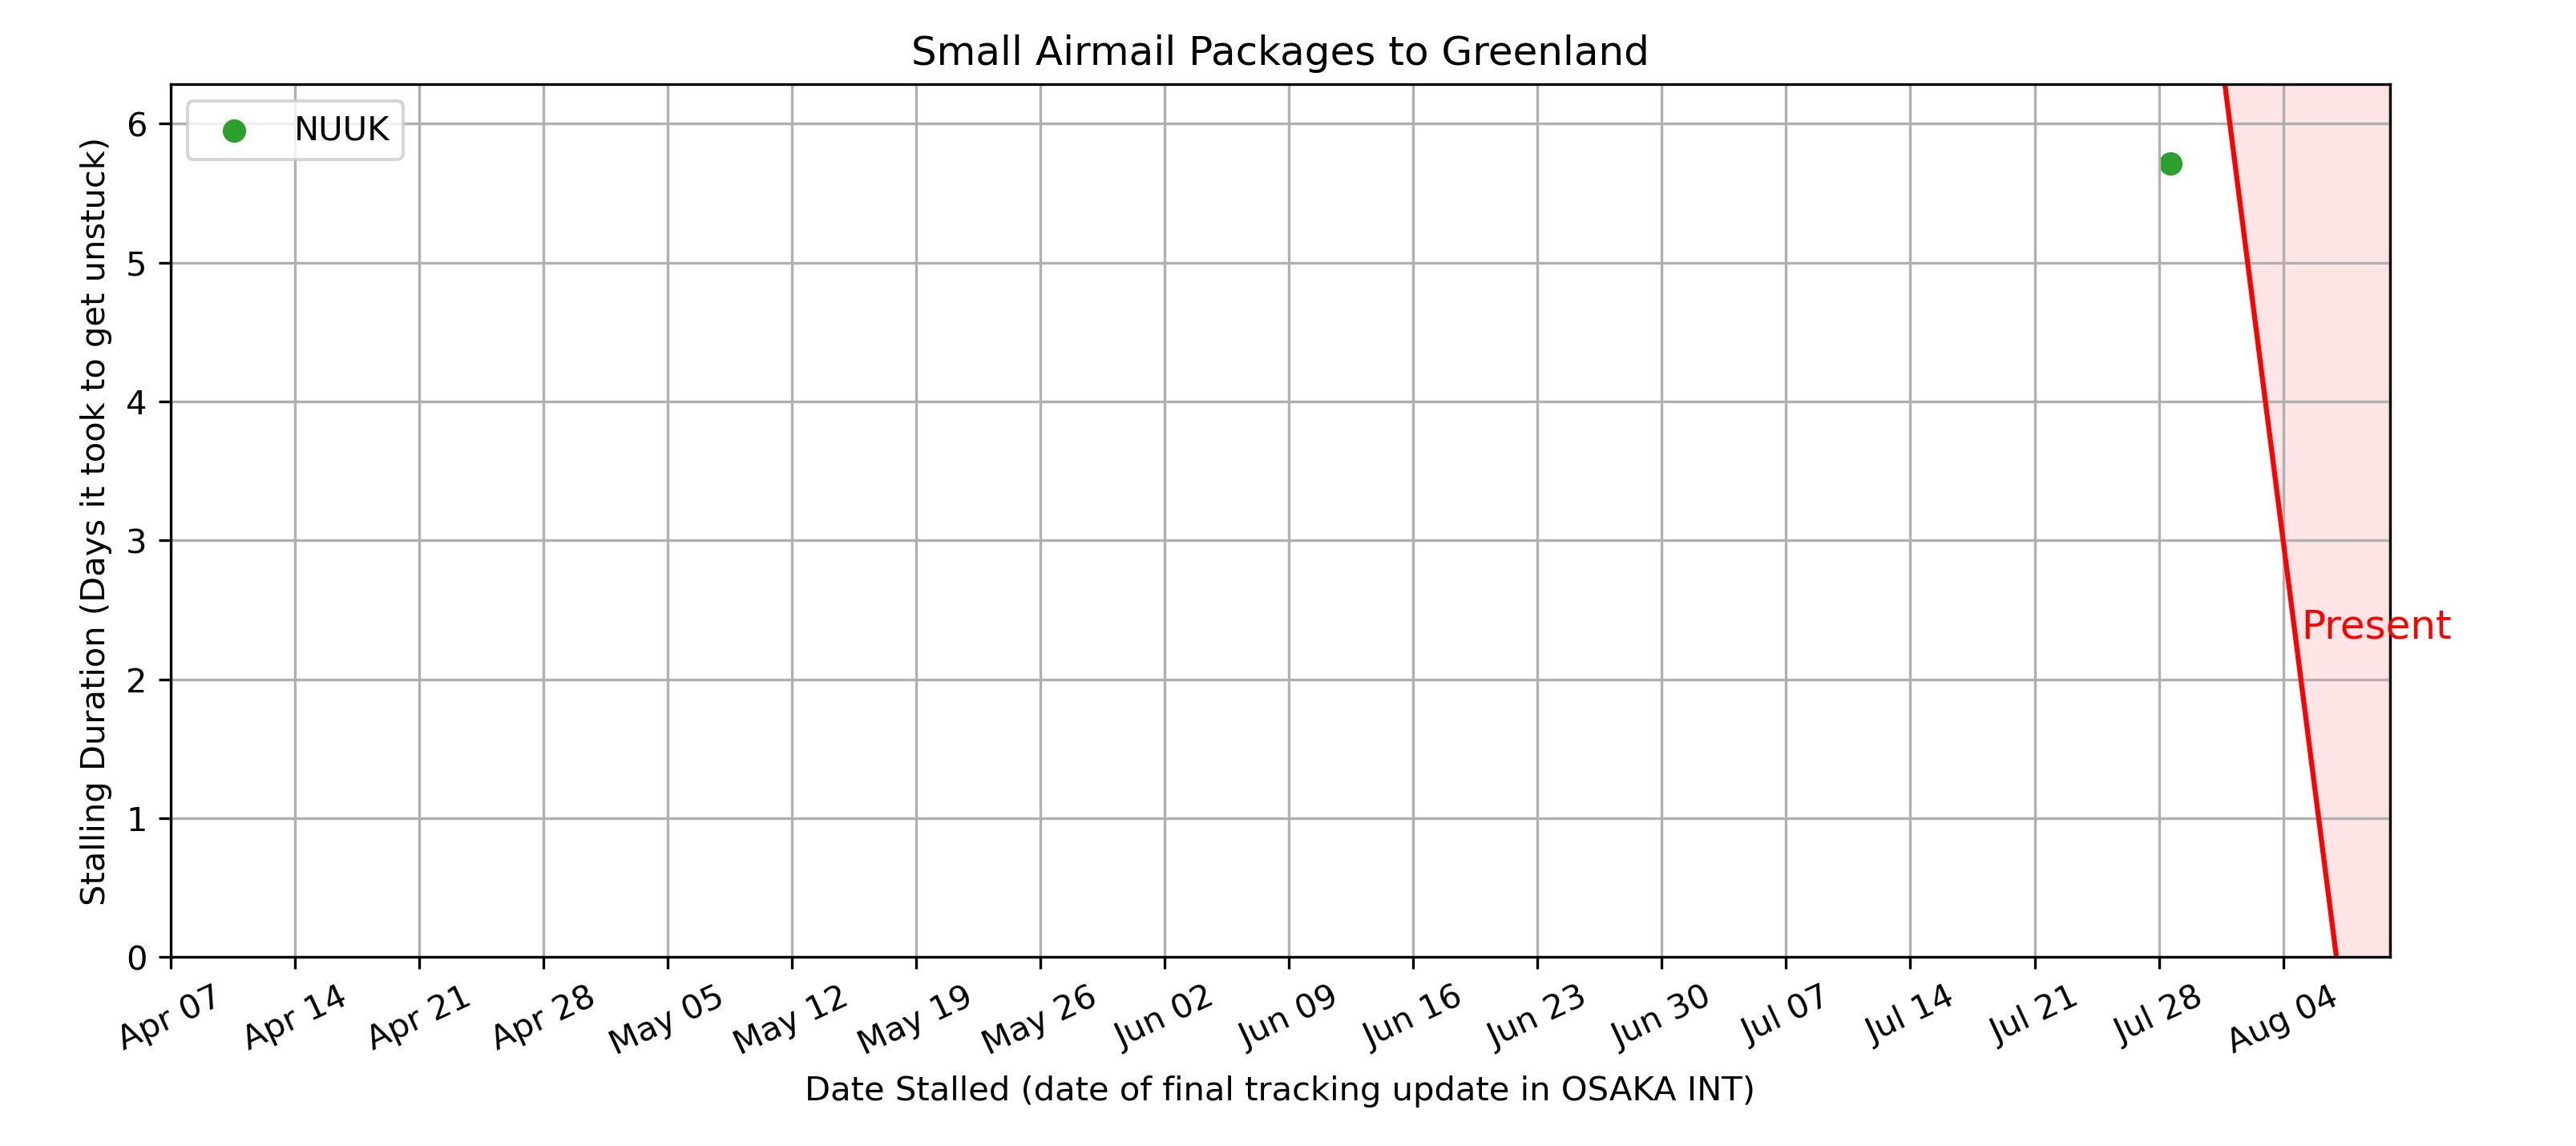 Small Airmail Packages to Greenland
NUUK
Stalling Duration (Days it took to get unstuck)
6
5
4
3
2
1
0
Present
Apr 07
Apr 14
Apr 21
Apr 28
May 05
May 12
May 19
May 26
Jun 02
Jun 09
Jun 16
Jun 23
Jun 30
Jul 07
Jul 14
Jul 21
Jul 28
Aug 04
Date Stalled (date of final tracking update in OSAKA INT)